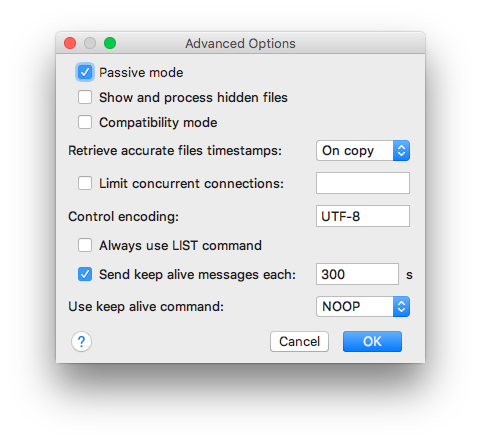 Advanced Options
Passive mode
Show and process hidden files
Compatibility mode
Retrieve accurate files timestamps: On copy
Limit concurrent connections:
Control encoding: UTF-8
Always use LIST command
Send keep alive messages each: 300 s
Use keep alive command: NOOP
? Cancel OK